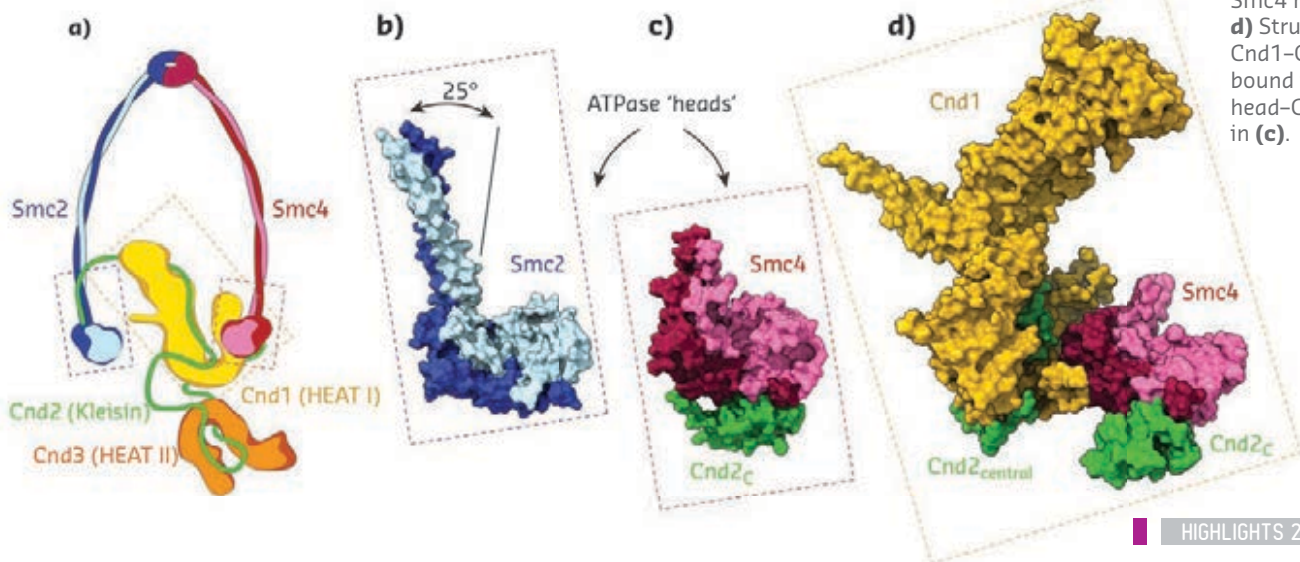 a)
Smc2
Smc4
Cnd2 (Kleisin)
Cnd1 (HEAT I)
Cnd3 (HEAT II)
b)
25°
ATPase 'heads'
Smc2
c)
Smc4
Cnd2C
d)
Cnd1
Smc4
Cnd2central
Cnd2C
d) Stru
Cnd1–C
bound
head–C
in (c).
HIGHLIGHTS 2